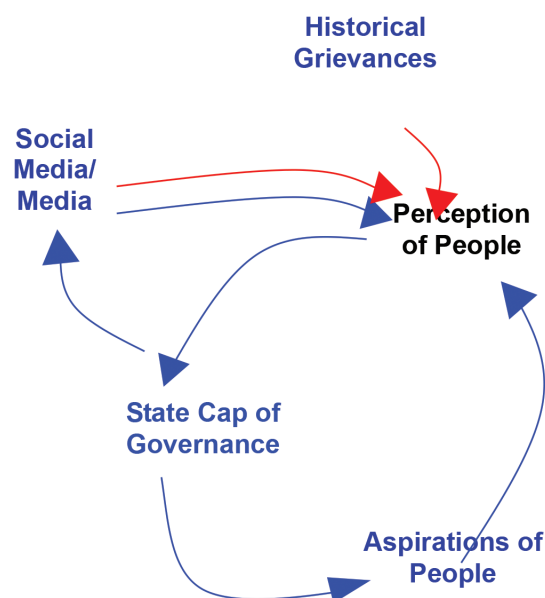 Historical
Grievances
Social
Media/
Media
Perception
of People
State Cap of
Governance
Aspirations of
People